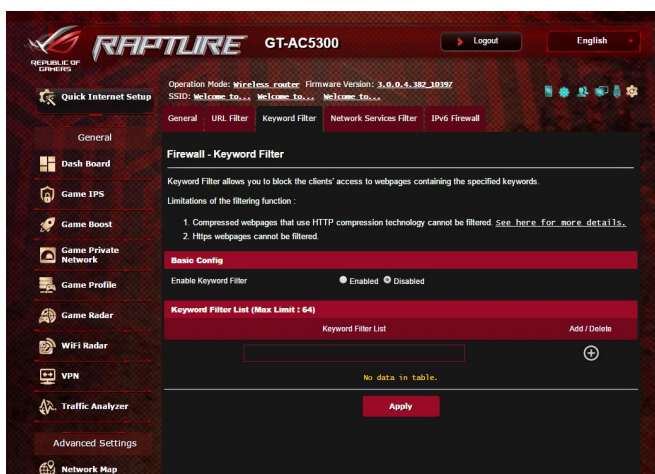 REPUBLIC OF
GAMERS
RAPTURE
GT-AC5300
Logout
English
Operation Mode: Wireless router Firmware Version: 3.0.0.4.382_10397
SSID: Welcome to... Welcome to... Welcome to...
Quick Internet Setup
General
Dash Board
Game IPS
Game Boost
Game Private
Network
Game Profile
Game Radar
WiFi Radar
VPN
Traffic Analyzer
Advanced Settings
Network Map
General URL Filter Keyword Filter Network Services Filter IPv6 Firewall
Firewall - Keyword Filter
Keyword Filter allows you to block the clients' access to webpages containing the specified keywords.
Limitations of the filtering function :
1. Compressed webpages that use HTTP compression technology cannot be filtered. See here for more details.
2. Https webpages cannot be filtered.
Basic Config
Enable Keyword Filter Enabled Disabled
Keyword Filter List (Max Limit : 64)
Keyword Filter List Add / Delete
No data in table.
Apply